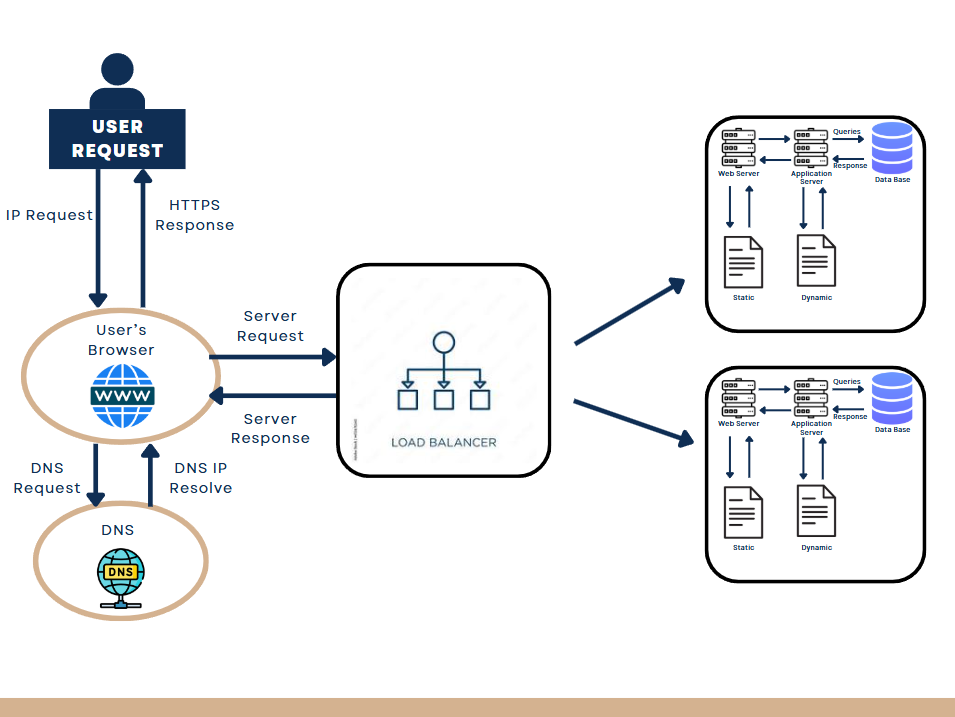 USER
REQUEST
IP Request
HTTPS
Response
User's
Browser
WWW
Server
Request
Server
Response
DNS
Request
DNS IP
Resolve
DNS
DNS
LOAD BALANCER
Queries
Response
Web Server
Application
Server
Data Base
Static
Dynamic
Queries
Response
Web Server
Application
Server
Data Base
Static
Dynamic